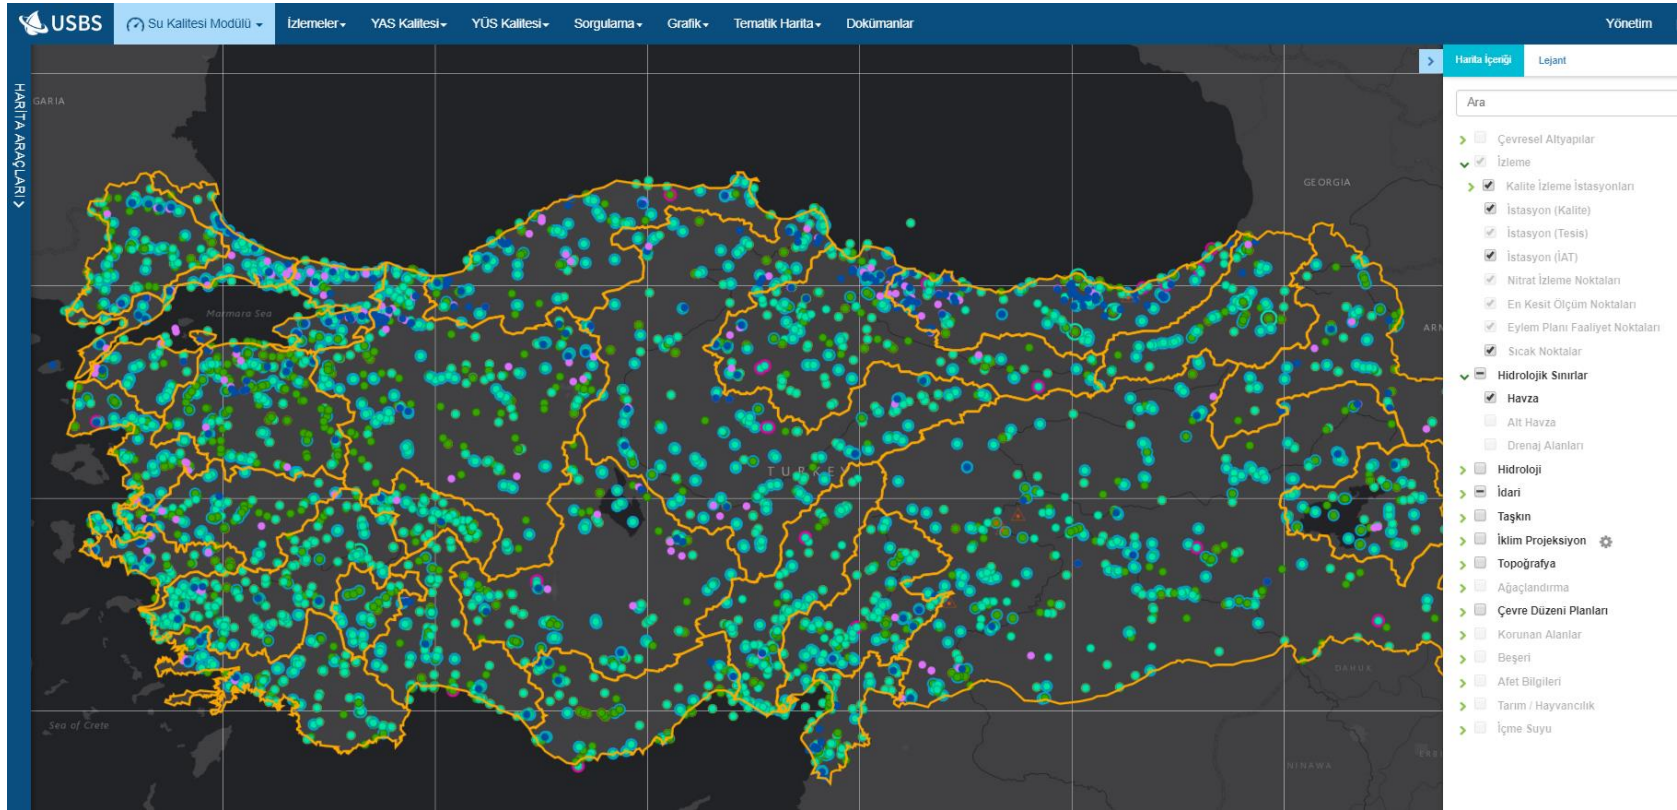 USBS
Su Kalitesi Modülü
İzlemeler
YAS Kalitesi
YÜS Kalitesi
Sorgulama
Grafik
Tematik Harita
Dokümanlar
Yönetim
HARİTA ARAÇLARI
GARIA
Marmara Sea
Sea of Crete
TURKEY
GEORGIA
ARM
DAHUK
NINAWA
Harita İçeriği
Lejant
Ara
Çevresel Altyapılar
İzleme
Kalite İzleme İstasyonları
İstasyon (Kalite)
İstasyon (Tesis)
İstasyon (İAT)
Nitrat İzleme Noktaları
En Kesit Ölçüm Noktaları
Eylem Planı Faaliyet Noktaları
Sıcak Noktalar
Hidrolojik Sınırlar
Havza
Alt Havza
Drenaj Alanları
Hidroloji
İdari
Taşkın
İklim Projeksiyon
Topoğrafya
Ağaçlandırma
Çevre Düzeni Planları
Korunan Alanlar
Beşeri
Afet Bilgileri
Tarım / Hayvancılık
İçme Suyu